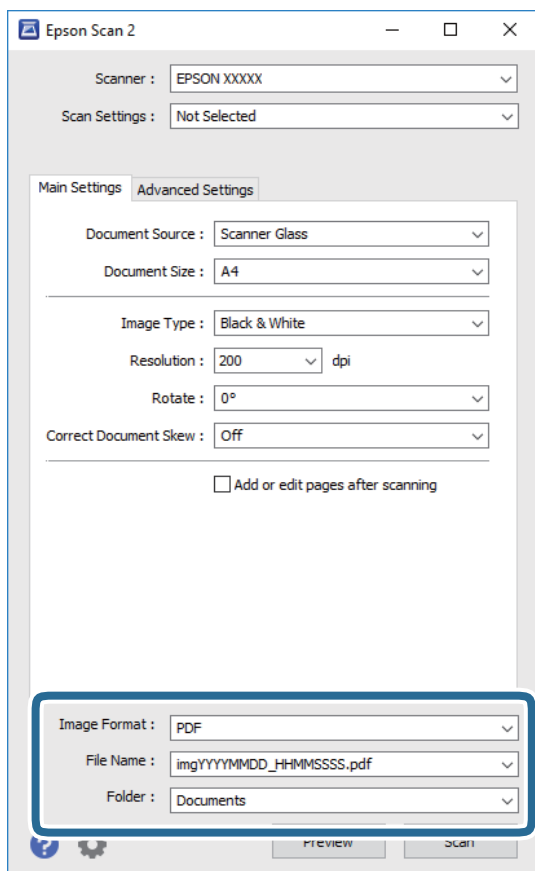 Epson Scan 2
Scanner : EPSON XXXXX
Scan Settings : Not Selected
Main Settings Advanced Settings
Document Source : Scanner Glass
Document Size : A4
Image Type : Black & White
Resolution : 200 dpi
Rotate : 0°
Correct Document Skew : Off
Add or edit pages after scanning
Image Format : PDF
File Name : imgYYYYMMDD_HHMMSSSS.pdf
Folder : Documents
? Preview Scan